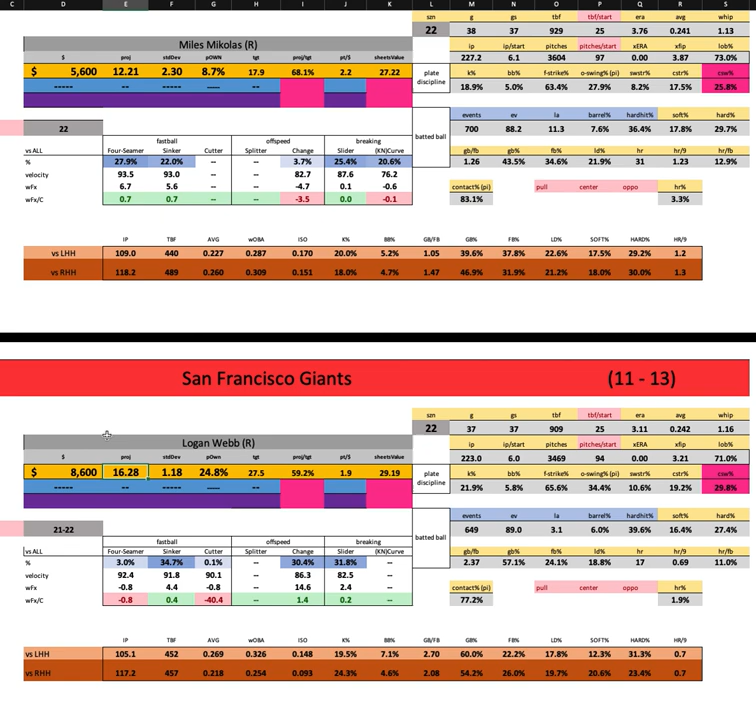 C D E F G H I J K L M N O P Q R S
szn g gs tbf tbf/start era avg whip
22 38 37 929 25 3.76 0.241 1.13
Miles Mikolas (R)
ip ip/start pitches pitches/start xERA xfip lob%
227.2 6.1 3604 97 0.00 3.87 73.0%
$ proj stdDev pOWN tgt proj/tgt pt/$ sheetsValue
$ 5,600 12.21 2.30 8.7% 17.9 68.1% 2.2 27.22
plate discipline k% bb% f-strike% o-swing% (pi) swstr% cstr% csw%
18.9% 5.0% 63.4% 27.9% 8.2% 17.5% 25.8%
----- -- ----- — --
events ev la barrel% hardhit% soft% hard%
22 batted ball 700 88.2 11.3 7.6% 36.4% 17.8% 29.7%
fastball offspeed breaking
vs ALL Four-Seamer Sinker Cutter Splitter Change Slider (KN)Curve gb/fb gb% fb% ld% hr hr/9 hr/fb
% 27.9% 22.0% -- -- 3.7% 25.4% 20.6% 1.26 43.5% 34.6% 21.9% 31 1.23 12.9%
velocity 93.5 93.0 -- -- 82.7 87.6 76.2
wFx 6.7 5.6 -- -- -4.7 0.1 -0.6 contact% (pi) pull center oppo hr%
wFx/C 0.7 0.7 -- -- -3.5 0.0 -0.1 83.1% 3.3%
IP TBF AVG wOBA ISO K% BB% GB/FB GB% FB% LD% SOFT% HARD% HR/9
vs LHH 109.0 440 0.227 0.287 0.170 20.0% 5.2% 1.05 39.6% 37.8% 22.6% 17.5% 29.2% 1.2
vs RHH 118.2 489 0.260 0.309 0.151 18.0% 4.7% 1.47 46.9% 31.9% 21.2% 18.0% 30.0% 1.3
San Francisco Giants (11 - 13)
szn g gs tbf tbf/start era avg whip
22 37 37 909 25 3.11 0.242 1.16
Logan Webb (R)
ip ip/start pitches pitches/start xERA xfip lob%
223.0 6.0 3469 94 0.00 3.21 71.0%
$ proj stdDev pOwn tgt proj/tgt pt/$ sheetsValue
$ 8,600 16.28 1.18 24.8% 27.5 59.2% 1.9 29.19
plate discipline k% bb% f-strike% o-swing% (pi) swstr% cstr% csw%
21.9% 5.8% 65.6% 34.4% 10.6% 19.2% 29.8%
----- -- ----- — --
events ev la barrel% hardhit% soft% hard%
21-22 batted ball 649 89.0 3.1 6.0% 39.6% 16.4% 27.4%
fastball offspeed breaking
vs ALL Four-Seamer Sinker Cutter Splitter Change Slider (KN)Curve gb/fb gb% fb% ld% hr hr/9 hr/fb
% 3.0% 34.7% 0.1% -- 30.4% 31.8% -- 2.37 57.1% 24.1% 18.8% 17 0.69 11.0%
velocity 92.4 91.8 90.1 -- 86.3 82.5 --
wFx -0.8 4.4 -0.8 -- 14.6 2.4 -- contact% (pi) pull center oppo hr%
wFx/C -0.8 0.4 -40.4 -- 1.4 0.2 -- 77.2% 1.9%
IP TBF AVG wOBA ISO K% BB% GB/FB GB% FB% LD% SOFT% HARD% HR/9
vs LHH 105.1 452 0.269 0.326 0.148 19.5% 7.1% 2.70 60.0% 22.2% 17.8% 12.3% 31.3% 0.7
vs RHH 117.2 457 0.218 0.254 0.093 24.3% 4.6% 2.08 54.2% 26.0% 19.7% 20.6% 23.4% 0.7